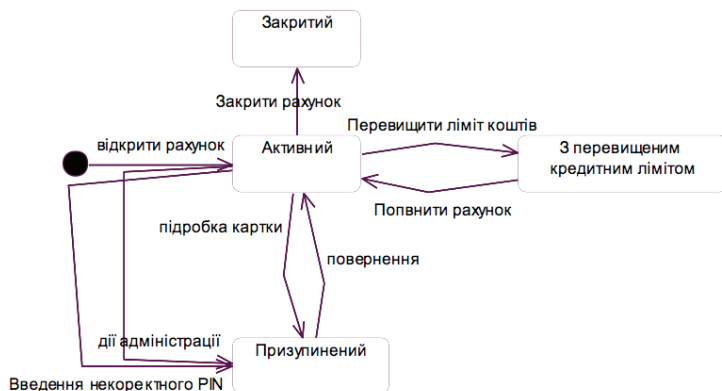 Закритий
Закрити рахунок
відкрити рахунок
Активний
Перевищити ліміт коштів
З перевищеним
кредитним лімітом
Попвнити рахунок
підробка картки
повернення
дії адміністрації
Призупинений
Введення некоректного PIN